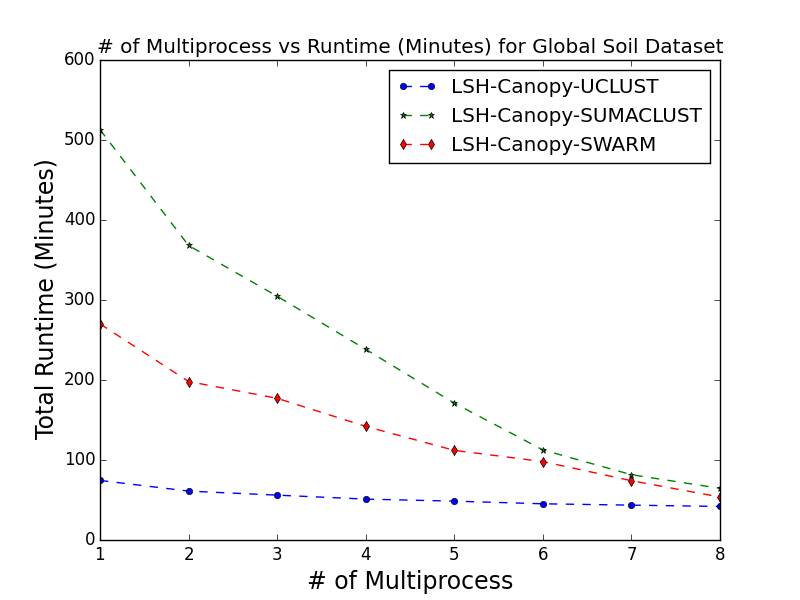 # of Multiprocess vs Runtime (Minutes) for Global Soil Dataset
600
500
400
300
200
100
0
Total Runtime (Minutes)
LSH-Canopy-UCLUST
LSH-Canopy-SUMACLUST
LSH-Canopy-SWARM
1 2 3 4 5 6 7 8
# of Multiprocess